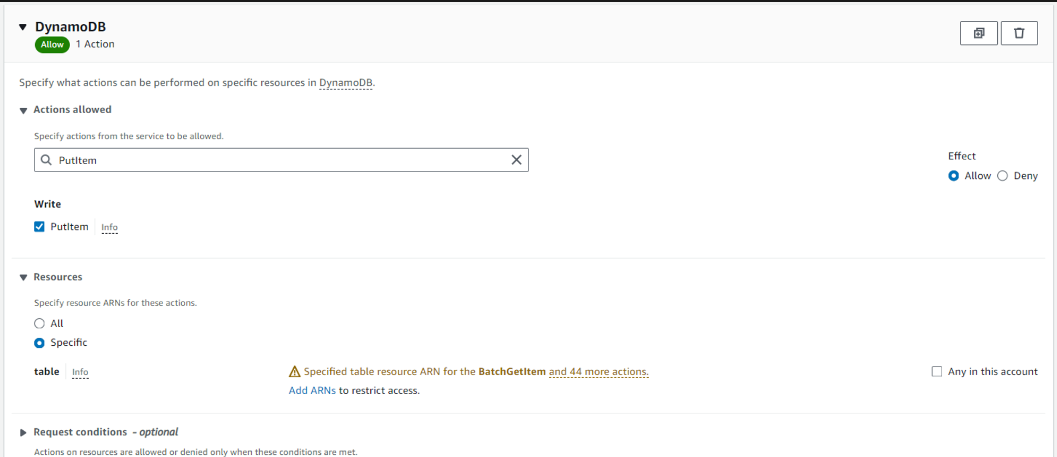 DynamoDB
Allow 1 Action
Specify what actions can be performed on specific resources in DynamoDB.
Actions allowed
Specify actions from the service to be allowed.
PutItem
Effect
Allow Deny
Write
PutItem Info
Resources
Specify resource ARNs for these actions.
All
Specific
table Info Specified table resource ARN for the BatchGetItem and 44 more actions. Any in this account
Add ARNs to restrict access.
Request conditions - optional
Actions on resources are allowed or denied only when these conditions are met.